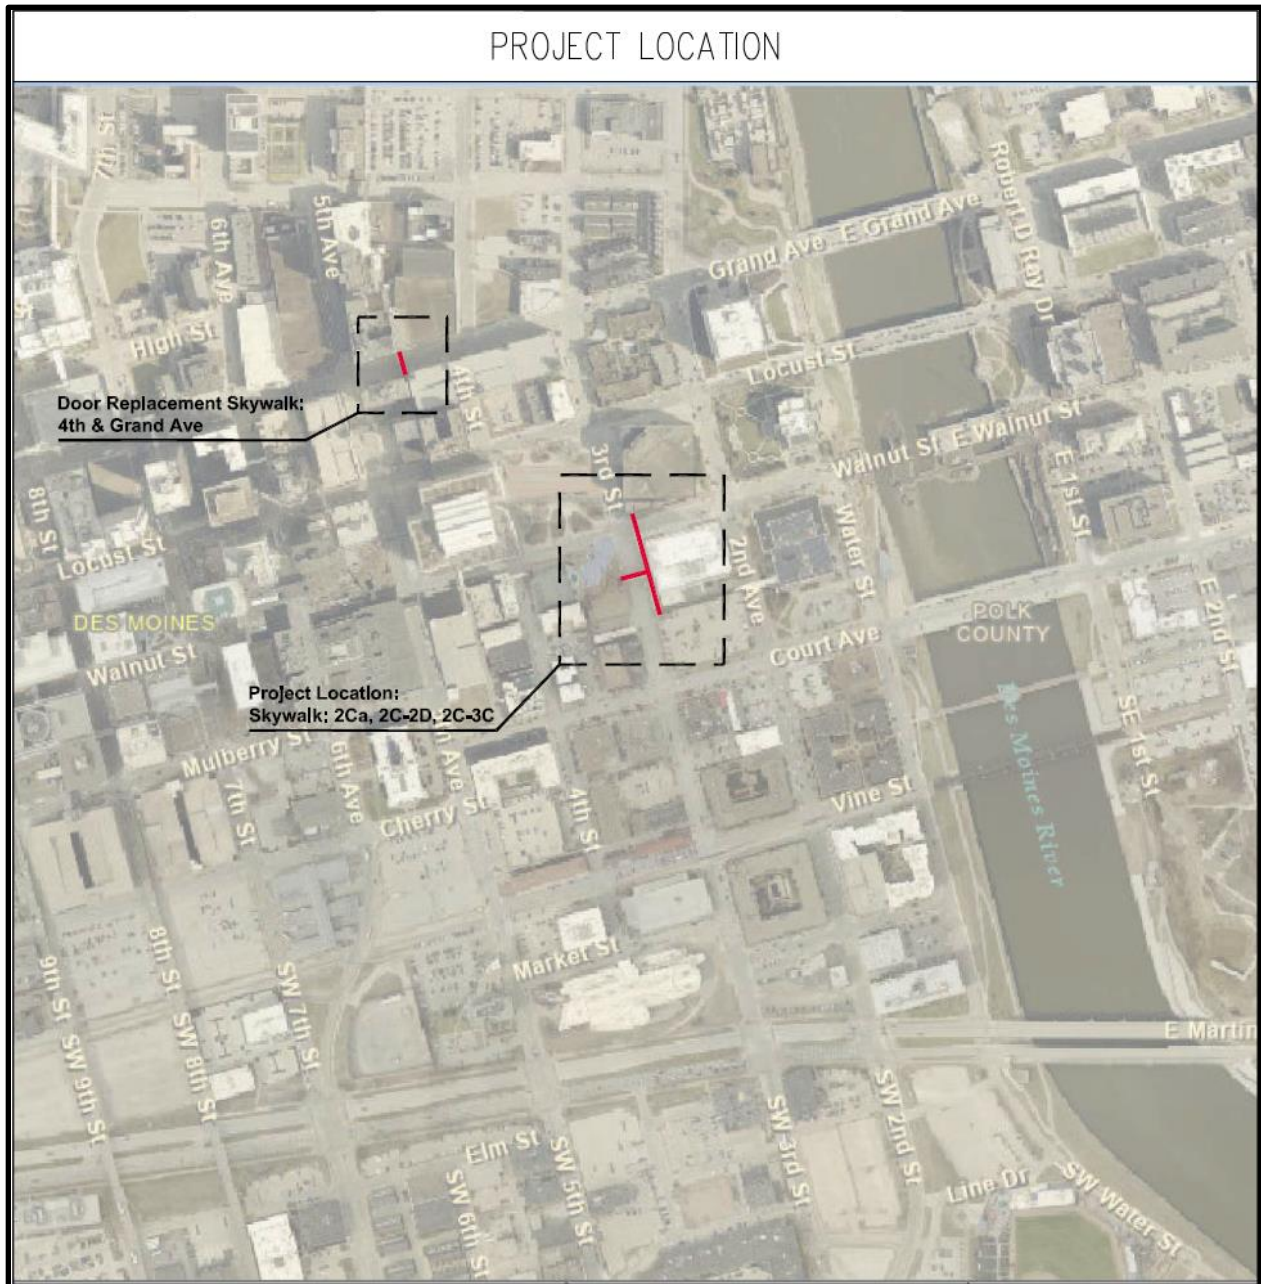 PROJECT LOCATION
7th St
5th Ave
6th Ave
High St
Grand Ave
E Grand Ave
Robert D Ray Dr
Locust St
4th St
Door Replacement Skywalk:
4th & Grand Ave
Walnut St
E Walnut St
3rd St
8th St
Locust St
E 1st St
Water St
2nd Ave
E 2nd St
DES MOINES
POLK
COUNTY
Walnut St
Court Ave
Project Location:
Skywalk: 2Ca, 2C-2D, 2C-3C
Mulberry St
6th Ave
7th St
Cherry St
4th St
Vine St
SE 1st St
Des Moines River
Market St
8th St
9th St
SW 7th St
SW 8th St
SW 9th St
E Martin
Elm St
SW 5th St
SW 6th St
SW 3rd St
SW 2nd St
Line Dr
SW Water St